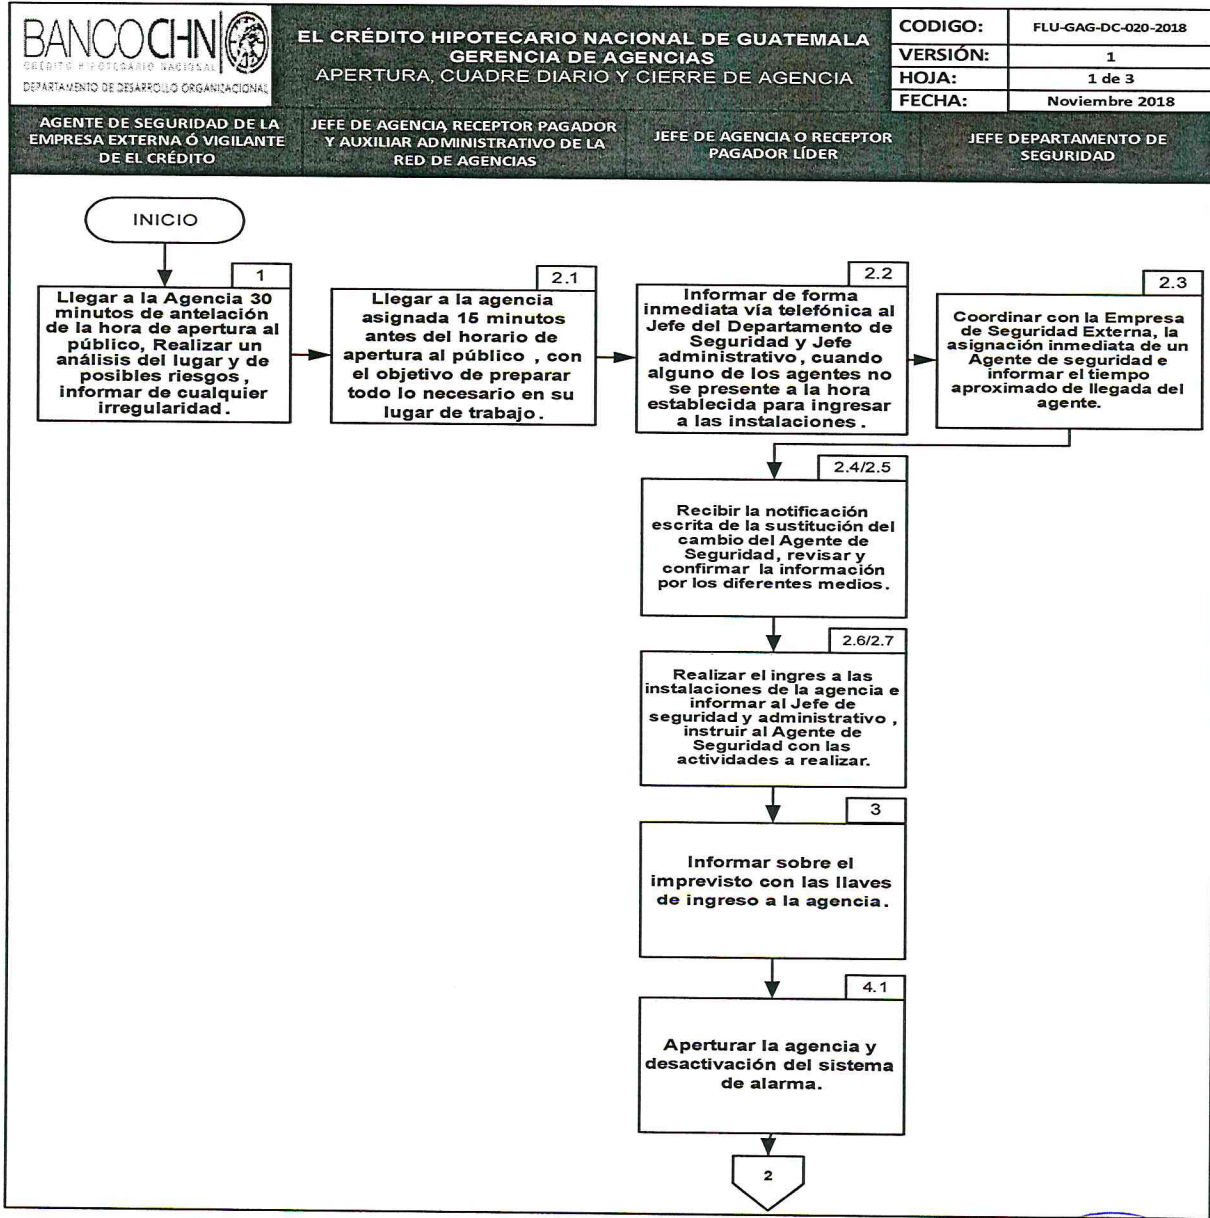 BANCOCHN
CRÉDITO HIPOTECARIO NACIONAL
DEPARTAMENTO DE DESARROLLO ORGANIZACIONAL
EL CRÉDITO HIPOTECARIO NACIONAL DE GUATEMALA
GERENCIA DE AGENCIAS
APERTURA, CUADRE DIARIO Y CIERRE DE AGENCIA
CODIGO: FLU-GAG-DC-020-2018
VERSIÓN: 1
HOJA: 1 de 3
FECHA: Noviembre 2018
AGENTE DE SEGURIDAD DE LA
EMPRESA EXTERNA Ó VIGILANTE
DE EL CRÉDITO
JEFE DE AGENCIA, RECEPTOR PAGADOR
Y AUXILIAR ADMINISTRATIVO DE LA
RED DE AGENCIAS
JEFE DE AGENCIA O RECEPTOR
PAGADOR LÍDER
JEFE DEPARTAMENTO DE
SEGURIDAD
INICIO
1
Llegar a la Agencia 30
minutos de antelación
de la hora de apertura al
público, Realizar un
análisis del lugar y de
posibles riesgos ,
informar de cualquier
irregularidad .
2.1
Llegar a la agencia
asignada 15 minutos
antes del horario de
apertura al público , con
el objetivo de preparar
todo lo necesario en su
lugar de trabajo .
2.2
Informar de forma
inmediata vía telefónica al
Jefe del Departamento de
Seguridad y Jefe
administrativo , cuando
alguno de los agentes no
se presente a la hora
establecida para ingresar
a las instalaciones .
2.3
Coordinar con la Empresa
de Seguridad Externa, la
asignación inmediata de un
Agente de seguridad e
informar el tiempo
aproximado de llegada del
agente.
2.4/2.5
Recibir la notificación
escrita de la sustitución del
cambio del Agente de
Seguridad , revisar y
confirmar la información
por los diferentes medios .
2.6/2.7
Realizar el ingres a las
instalaciones de la agencia e
informar al Jefe de
seguridad y administrativo ,
instruir al Agente de
Seguridad con las
actividades a realizar.
3
Informar sobre el
imprevisto con las llaves
de ingreso a la agencia .
4.1
Aperturar la agencia y
desactivación del sistema
de alarma.
2